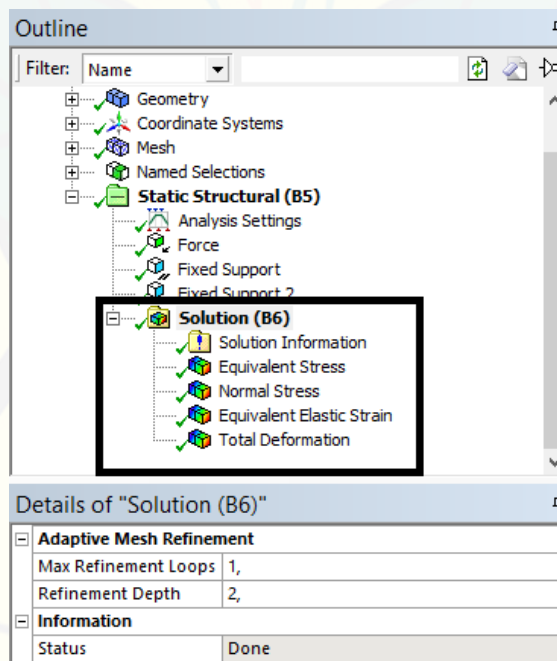 Outline
Filter: Name
Geometry
Coordinate Systems
Mesh
Named Selections
Static Structural (B5)
Analysis Settings
Force
Fixed Support
Fixed Support 2
Solution (B6)
Solution Information
Equivalent Stress
Normal Stress
Equivalent Elastic Strain
Total Deformation
Details of "Solution (B6)"
Adaptive Mesh Refinement
Max Refinement Loops 1,
Refinement Depth 2,
Information
Status Done